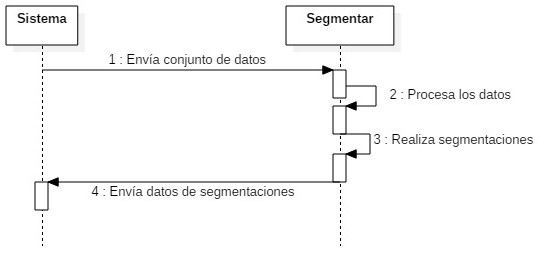 Sistema
Segmentar
1 : Envía conjunto de datos
2 : Procesa los datos
3 : Realiza segmentaciones
4 : Envía datos de segmentaciones